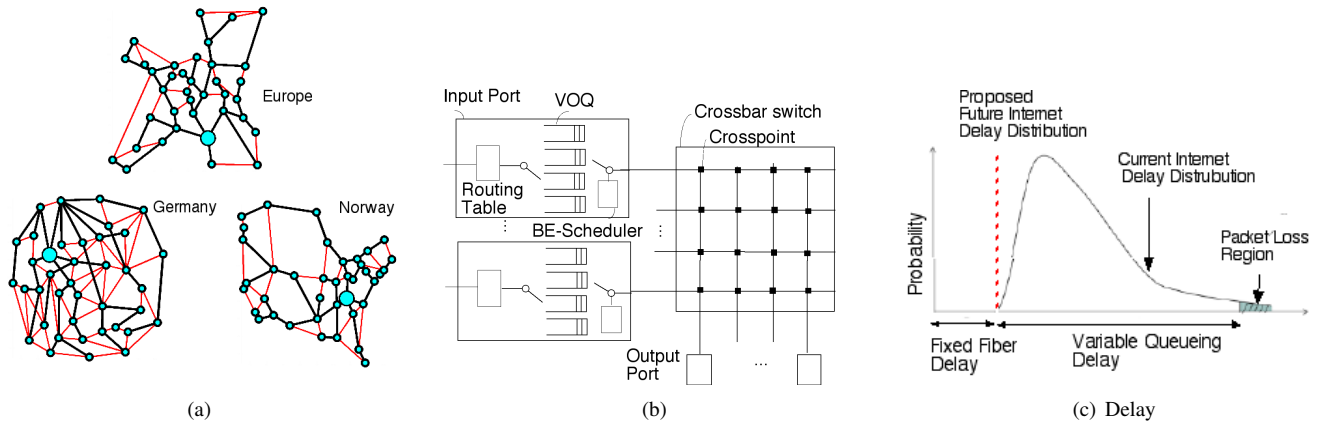 Europe
Germany
Norway
(a)
Input Port
VOQ
Crossbar switch
Crosspoint
Routing
Table
⋮
BE-Scheduler
⋮
Output
Port
...
(b)
Proposed
Future Internet
Delay Distribution
Current Internet
Delay Distrubution
Packet Loss
Region
Probability
Fixed Fiber
Delay
Variable Queueing
Delay
(c) Delay